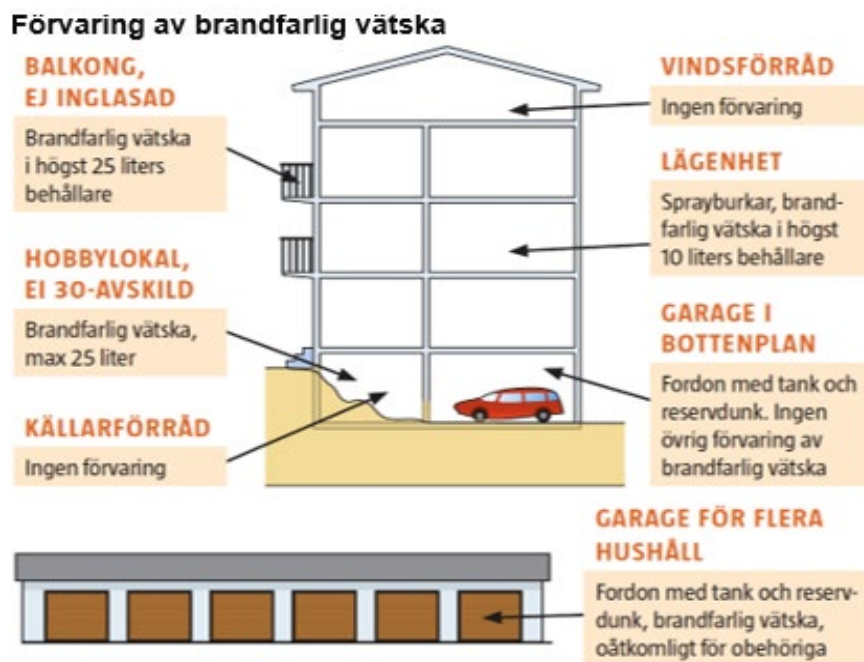 Förvaring av brandfarlig vätska
BALKONG,
EJ INGLASAD
Brandfarlig vätska
i högst 25 liters
behållare
HOBBYLOKAL,
EI 30-AVSKILD
Brandfarlig vätska,
max 25 liter
KÄLLARFÖRRÅD
Ingen förvaring
VINDSFÖRRÅD
Ingen förvaring
LÄGENHET
Sprayburkar, brand-
farlig vätska i högst
10 liters behållare
GARAGE I
BOTTENPLAN
Fordon med tank och
reservdunk. Ingen
övrig förvaring av
brandfarlig vätska
GARAGE FÖR FLERA
HUSHÅLL
Fordon med tank och reserv-
dunk, brandfarlig vätska,
oåtkomligt för obehöriga